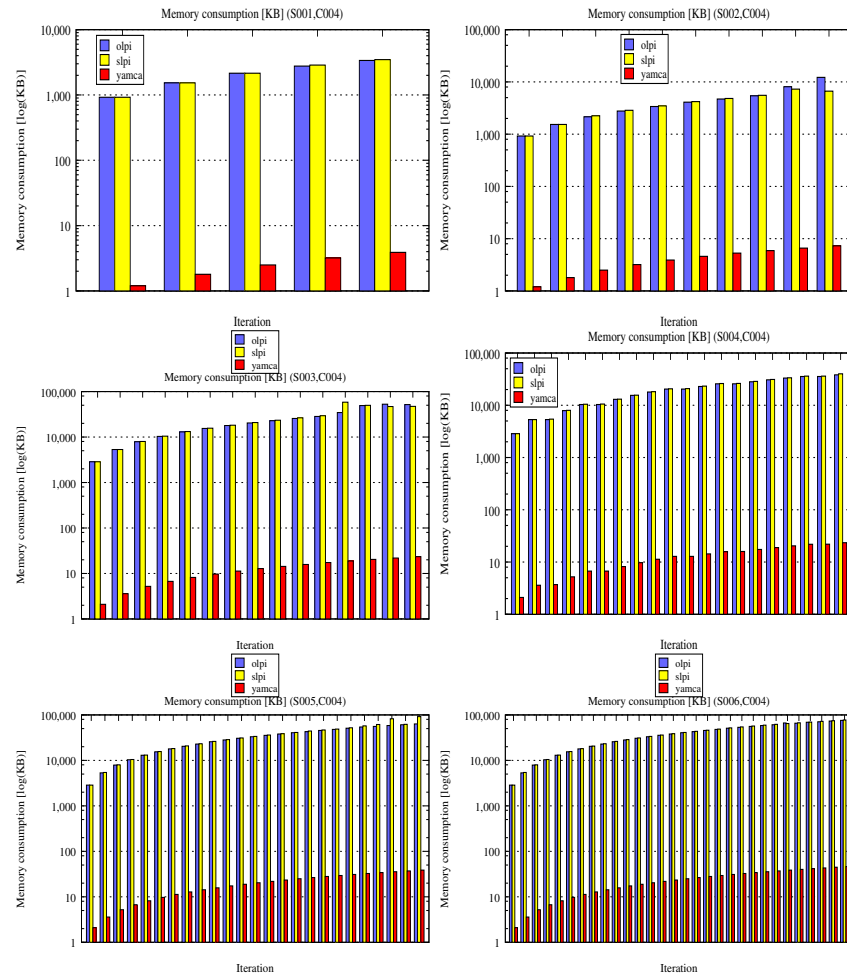 Memory consumption [KB] (S001,C004)
Memory consumption [log(KB)]
10,000
1,000
100
10
1
olpi
slpi
yamca
Iteration
Memory consumption [KB] (S002,C004)
Memory consumption [log(KB)]
100,000
10,000
1,000
100
10
1
olpi
slpi
yamca
Iteration
olpi
slpi
yamca
Memory consumption [KB] (S003,C004)
Memory consumption [log(KB)]
100,000
10,000
1,000
100
10
1
Iteration
Memory consumption [KB] (S004,C004)
Memory consumption [log(KB)]
100,000
10,000
1,000
100
10
1
olpi
slpi
yamca
Iteration
olpi
slpi
yamca
Memory consumption [KB] (S005,C004)
Memory consumption [log(KB)]
100,000
10,000
1,000
100
10
1
Iteration
olpi
slpi
yamca
Memory consumption [KB] (S006,C004)
Memory consumption [log(KB)]
100,000
10,000
1,000
100
10
1
Iteration